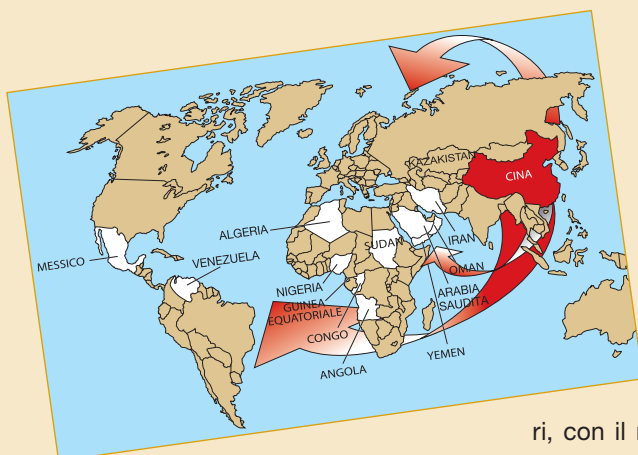 KAZAKISTAN
CINA
ALGERIA
SUDAN
IRAN
MESSICO
VENEZUELA
OMAN
NIGERIA
ARABIA
SAUDITA
GUINEA
EQUATORIALE
CONGO
YEMEN
ANGOLA
ri, con il